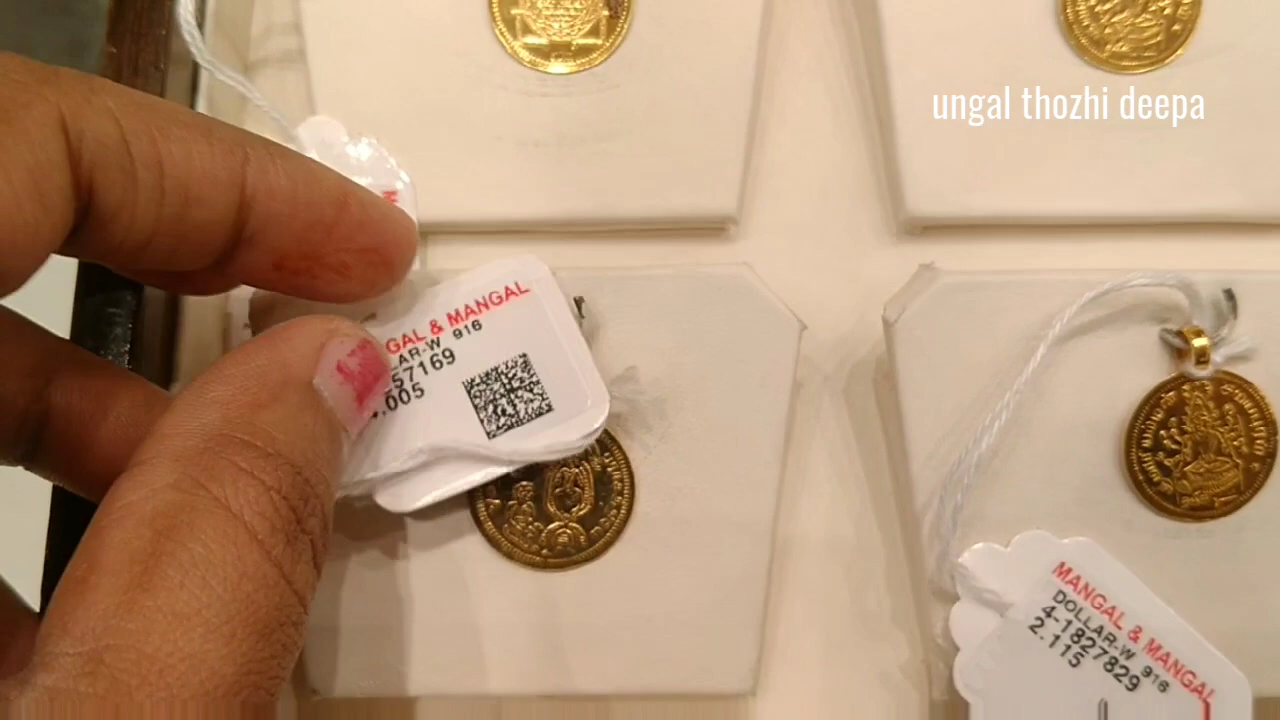 ungal thozhi deepa
GAL & MANGAL
LAR-W 916
57169
.005
MANGAL & MANGAL
DOLLAR-W 916
4-1827829
2.115